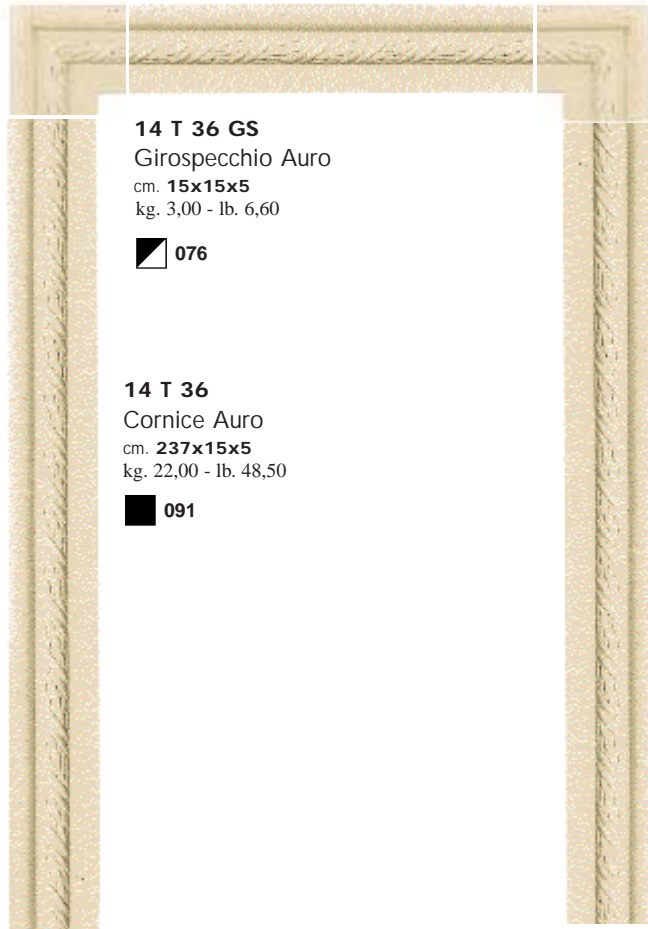 14 T 36 GS
Girospecchio Auro
cm. 15x15x5
kg. 3,00 - lb. 6,60
076
14 T 36
Cornice Auro
cm. 237x15x5
kg. 22,00 - lb. 48,50
091